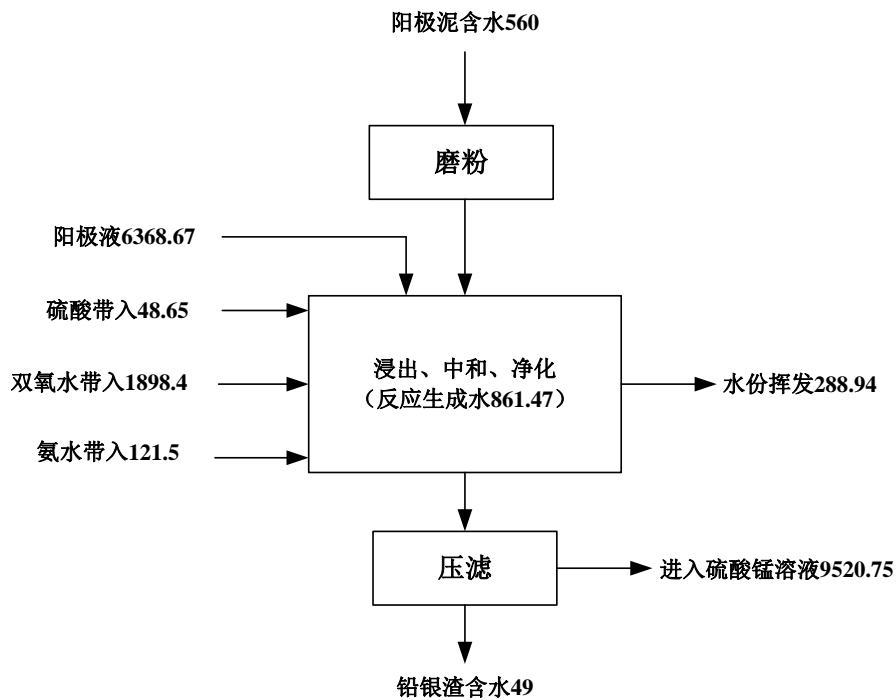 阳极泥含水560
磨粉
阳极液6368.67
硫酸带入48.65
双氧水带入1898.4
氨水带入121.5
浸出、中和、净化
（反应生成水861.47）
水份挥发288.94
压滤
进入硫酸锰溶液9520.75
铅银渣含水49